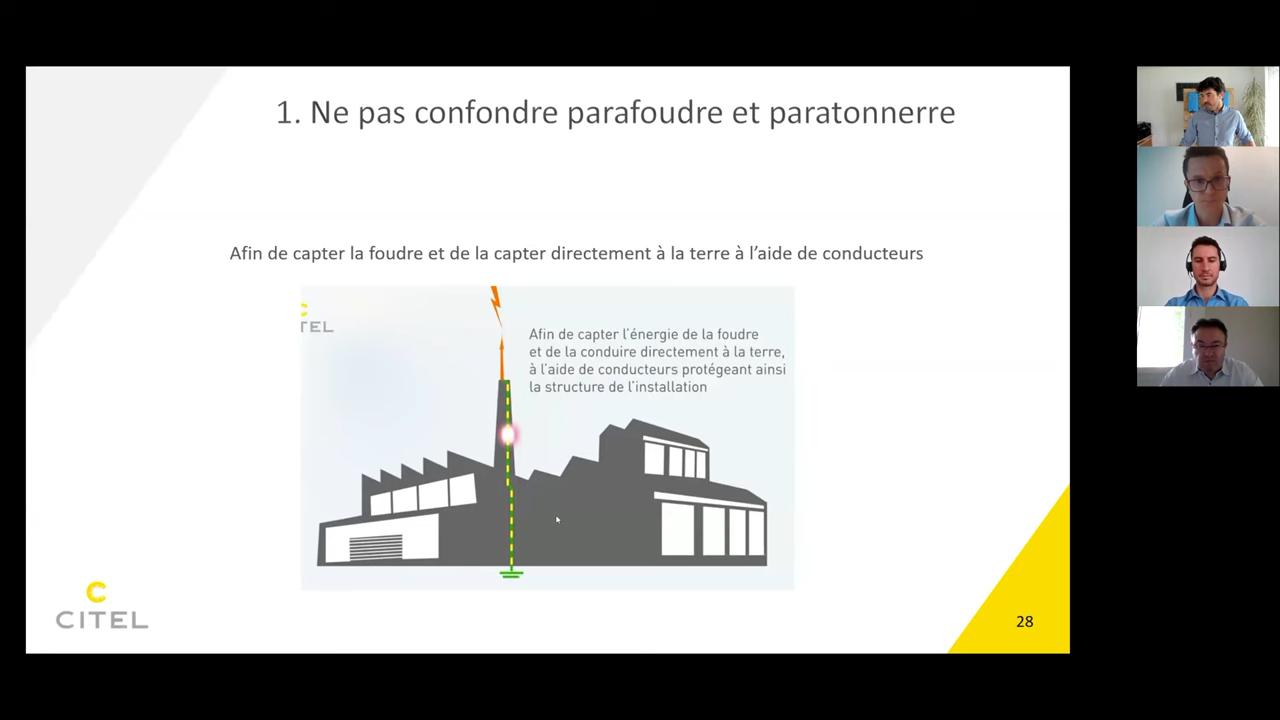 1. Ne pas confondre parafoudre et paratonnerre
Afin de capter la foudre et de la capter directement à la terre à l'aide de conducteurs
TEL
Afin de capter l'énergie de la foudre
et de la conduire directement à la terre,
à l'aide de conducteurs protégeant ainsi
la structure de l'installation
C
CITEL
28